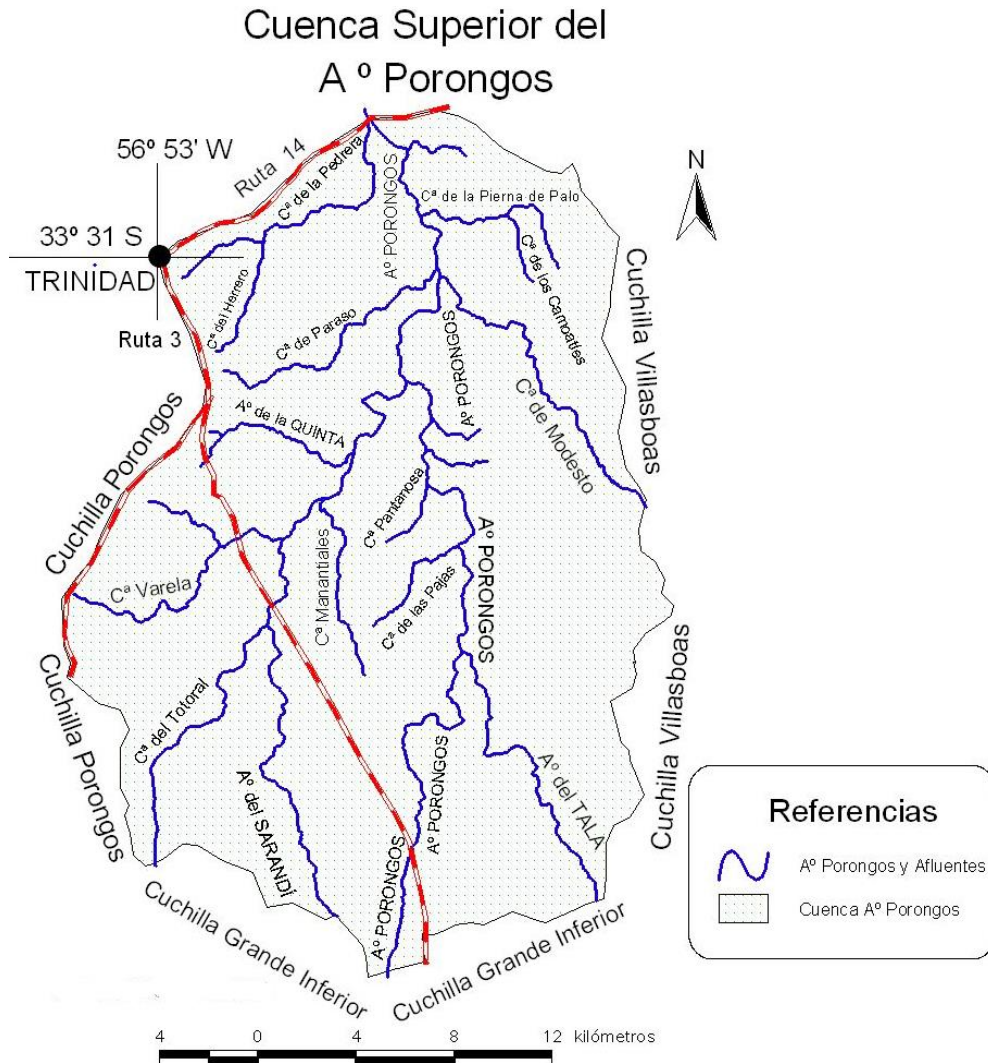 Cuenca Superior del
A º Porongos
56º 53' W
Ruta 14
Cª de la Pedrera
Aº PORONGOS
N
Cª de la Pierna de Palo
33º 31 S
TRINIDAD
Cª del Herrero
Cª de los Camoatíes
Cuchilla Villasboas
Ruta 3
Cª de Paraso
Aº PORONGOS
Cª de Modesto
Cuchilla Porongos
Aº de la QUINTA
Cª Pantanosa
Aº PORONGOS
Cª Varela
Cª Manantiales
Cª de las Pajas
Cuchilla Porongos
Cª del Totoral
Aº del SARANDÍ
Aº PORONGOS
Aº del TALA
Cuchilla Villasboas
Aº PORONGOS
Cuchilla Grande Inferior
Cuchilla Grande Inferior
Referencias
Aº Porongos y Afluentes
Cuenca Aº Porongos
4 0 4 8 12 kilómetros